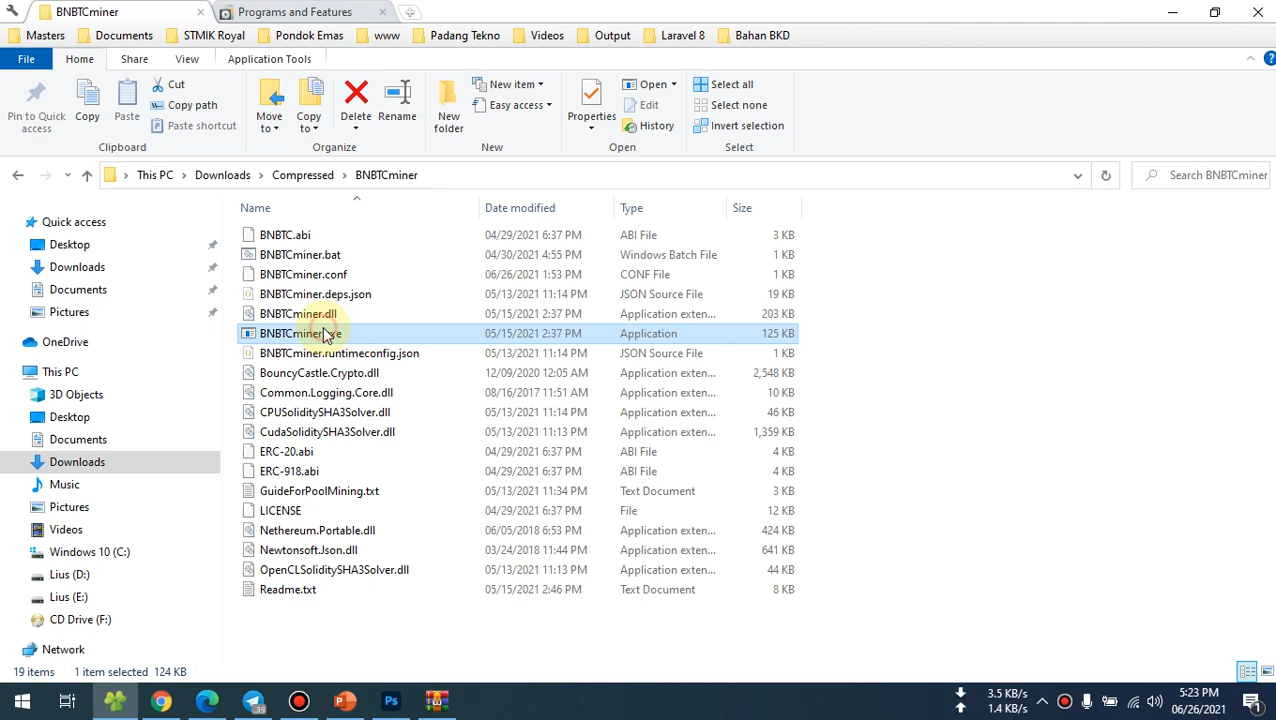 BNBTCminer Programs and Features
Masters Documents STMIK Royal Pondok Emas www Padang Tekno Videos Output Laravel 8 Bahan BKD
File Home Share View Application Tools
Pin to Quick access
Copy
Paste
Cut
Copy path
Paste shortcut
Clipboard
Move to
Copy to
Delete
Rename
Organize
New folder
New item
Easy access
New
Properties
Open
Edit
History
Open
Select all
Select none
Invert selection
Select
This PC Downloads Compressed BNBTCminer Search BNBTCminer
Quick access
Desktop
Downloads
Documents
Pictures
OneDrive
This PC
3D Objects
Desktop
Documents
Downloads
Music
Pictures
Videos
Windows 10 (C:)
Lius (D:)
Lius (E:)
CD Drive (F:)
Network
Name Date modified Type Size
BNBTC.abi 04/29/2021 6:37 PM ABI File 3 KB
BNBTCminer.bat 04/30/2021 4:55 PM Windows Batch File 1 KB
BNBTCminer.conf 06/26/2021 1:53 PM CONF File 1 KB
BNBTCminer.deps.json 05/13/2021 11:14 PM JSON Source File 19 KB
BNBTCminer.dll 05/15/2021 2:37 PM Application exten... 203 KB
05/15/2021 2:37 PM Application 125 KB
BNBTCminer.runtimeconfig.json 05/13/2021 11:14 PM JSON Source File 1 KB
BouncyCastle.Crypto.dll 12/09/2020 12:05 AM Application exten... 2,548 KB
Common.Logging.Core.dll 08/16/2017 11:51 AM Application exten... 10 KB
CPUSoliditySHA3Solver.dll 05/13/2021 11:14 PM Application exten... 46 KB
CudaSoliditySHA3Solver.dll 05/13/2021 11:13 PM Application exten... 1,359 KB
ERC-20.abi 04/29/2021 6:37 PM ABI File 4 KB
ERC-918.abi 04/29/2021 6:37 PM ABI File 4 KB
GuideForPoolMining.txt 05/13/2021 11:34 PM Text Document 3 KB
LICENSE 04/29/2021 6:37 PM File 12 KB
Nethereum.Portable.dll 06/05/2018 6:53 PM Application exten... 424 KB
Newtonsoft.Json.dll 03/24/2018 11:44 PM Application exten... 641 KB
OpenCLSoliditySHA3Solver.dll 05/13/2021 11:13 PM Application exten... 44 KB
Readme.txt 05/15/2021 2:46 PM Text Document 8 KB
19 items 1 item selected 124 KB
39
3.5 KB/s
1.4 KB/s
5:23 PM
06/26/2021
1